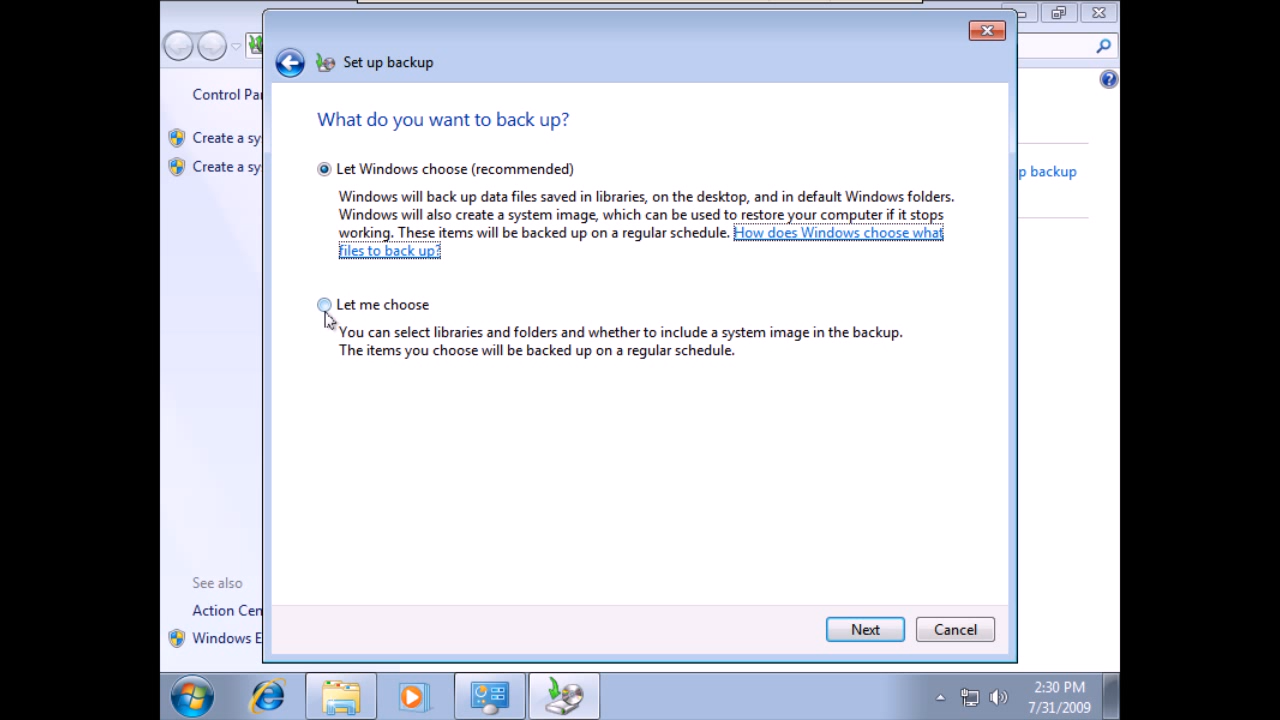 Set up backup
Control Pa
Create a sy
Create a sy
p backup
What do you want to back up?
Let Windows choose (recommended)
Windows will back up data files saved in libraries, on the desktop, and in default Windows folders.
Windows will also create a system image, which can be used to restore your computer if it stops
working. These items will be backed up on a regular schedule. How does Windows choose what
files to back up?
Let me choose
You can select libraries and folders and whether to include a system image in the backup.
The items you choose will be backed up on a regular schedule.
See also
Action Cen
Windows E
Next
Cancel
2:30 PM
7/31/2009